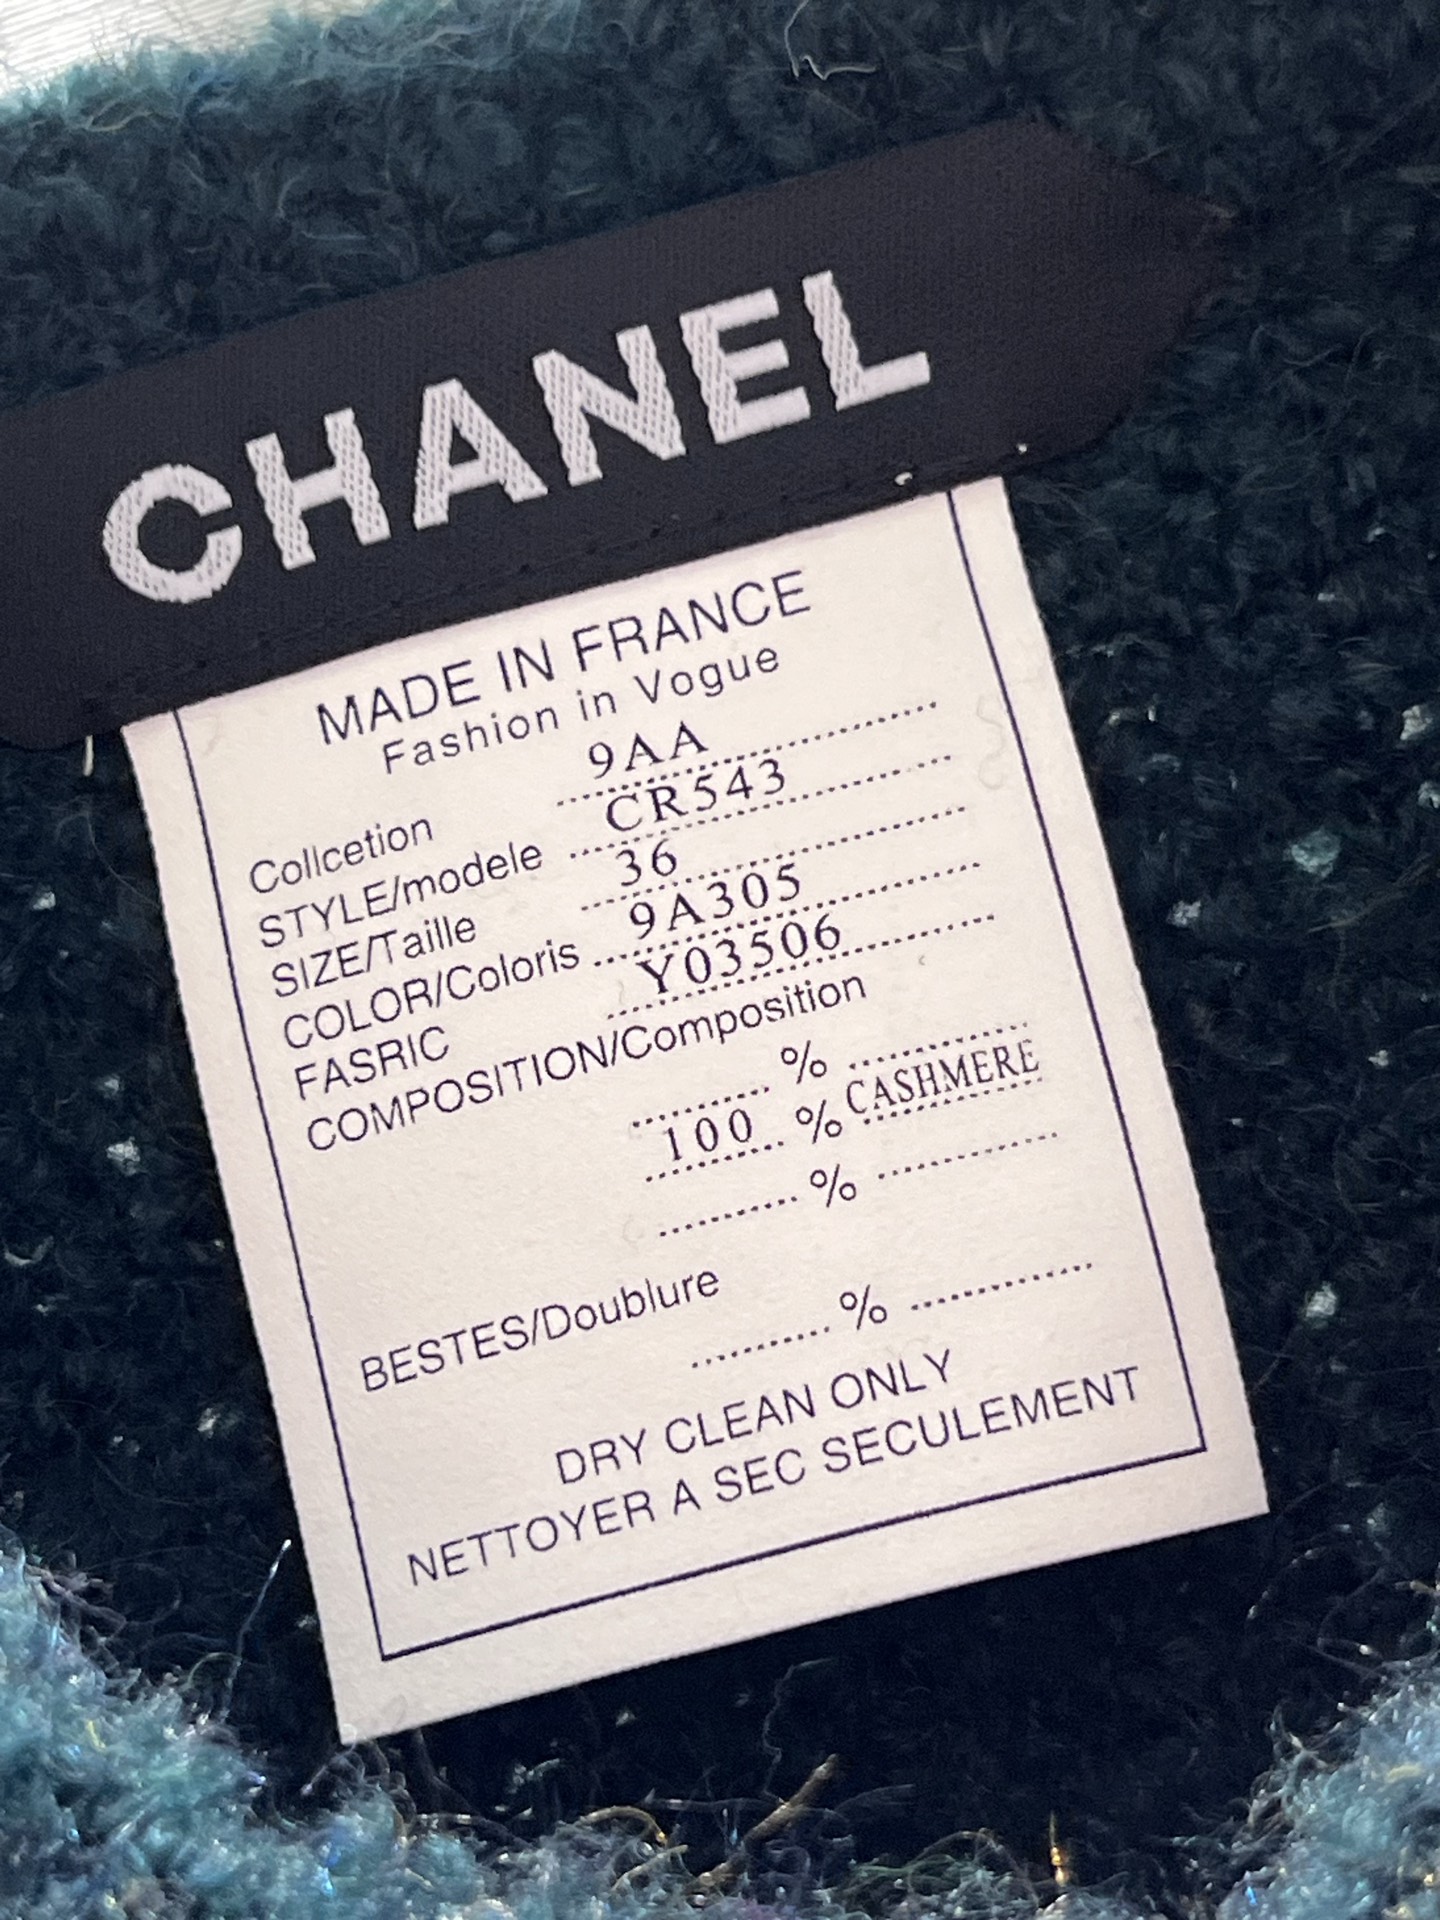 CHANEL
MADE IN FRANCE
Fashion in Vogue
Collcetion 9AA
STYLE/modele CR543
SIZE/Taille 36
COLOR/Coloris 9A305
FASRIC Y03506
COMPOSITION/Composition
%
100 % CASHMERE
%
BESTES/Doublure
%
DRY CLEAN ONLY
NETTOYER A SEC SECULEMENT